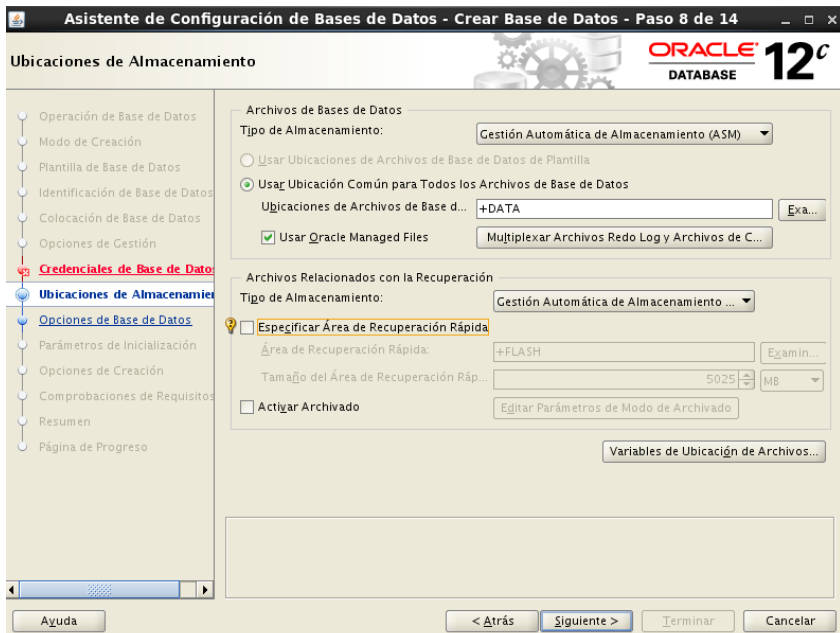 Asistente de Configuración de Bases de Datos - Crear Base de Datos - Paso 8 de 14
Ubicaciones de Almacenamiento
ORACLE
DATABASE
12c
Operación de Base de Datos
Modo de Creación
Plantilla de Base de Datos
Identificación de Base de Datos
Colocación de Base de Datos
Opciones de Gestión
Credenciales de Base de Datos
Ubicaciones de Almacenamien
Opciones de Base de Datos
Parámetros de Inicialización
Opciones de Creación
Comprobaciones de Requisitos
Resumen
Página de Progreso
Archivos de Bases de Datos
Tipo de Almacenamiento: Gestión Automática de Almacenamiento (ASM)
Usar Ubicaciones de Archivos de Base de Datos de Plantilla
Usar Ubicación Común para Todos los Archivos de Base de Datos
Ubicaciones de Archivos de Base d... +DATA Exa...
Usar Oracle Managed Files Multiplexar Archivos Redo Log y Archivos de C...
Archivos Relacionados con la Recuperación
Tipo de Almacenamiento: Gestión Automática de Almacenamiento ...
Especificar Área de Recuperación Rápida
Área de Recuperación Rápida: +FLASH Examin...
Tamaño del Área de Recuperación Ráp... 5025 MB
Activar Archivado Editar Parámetros de Modo de Archivado
Variables de Ubicación de Archivos...
Ayuda < Atrás Siguiente > Terminar Cancelar